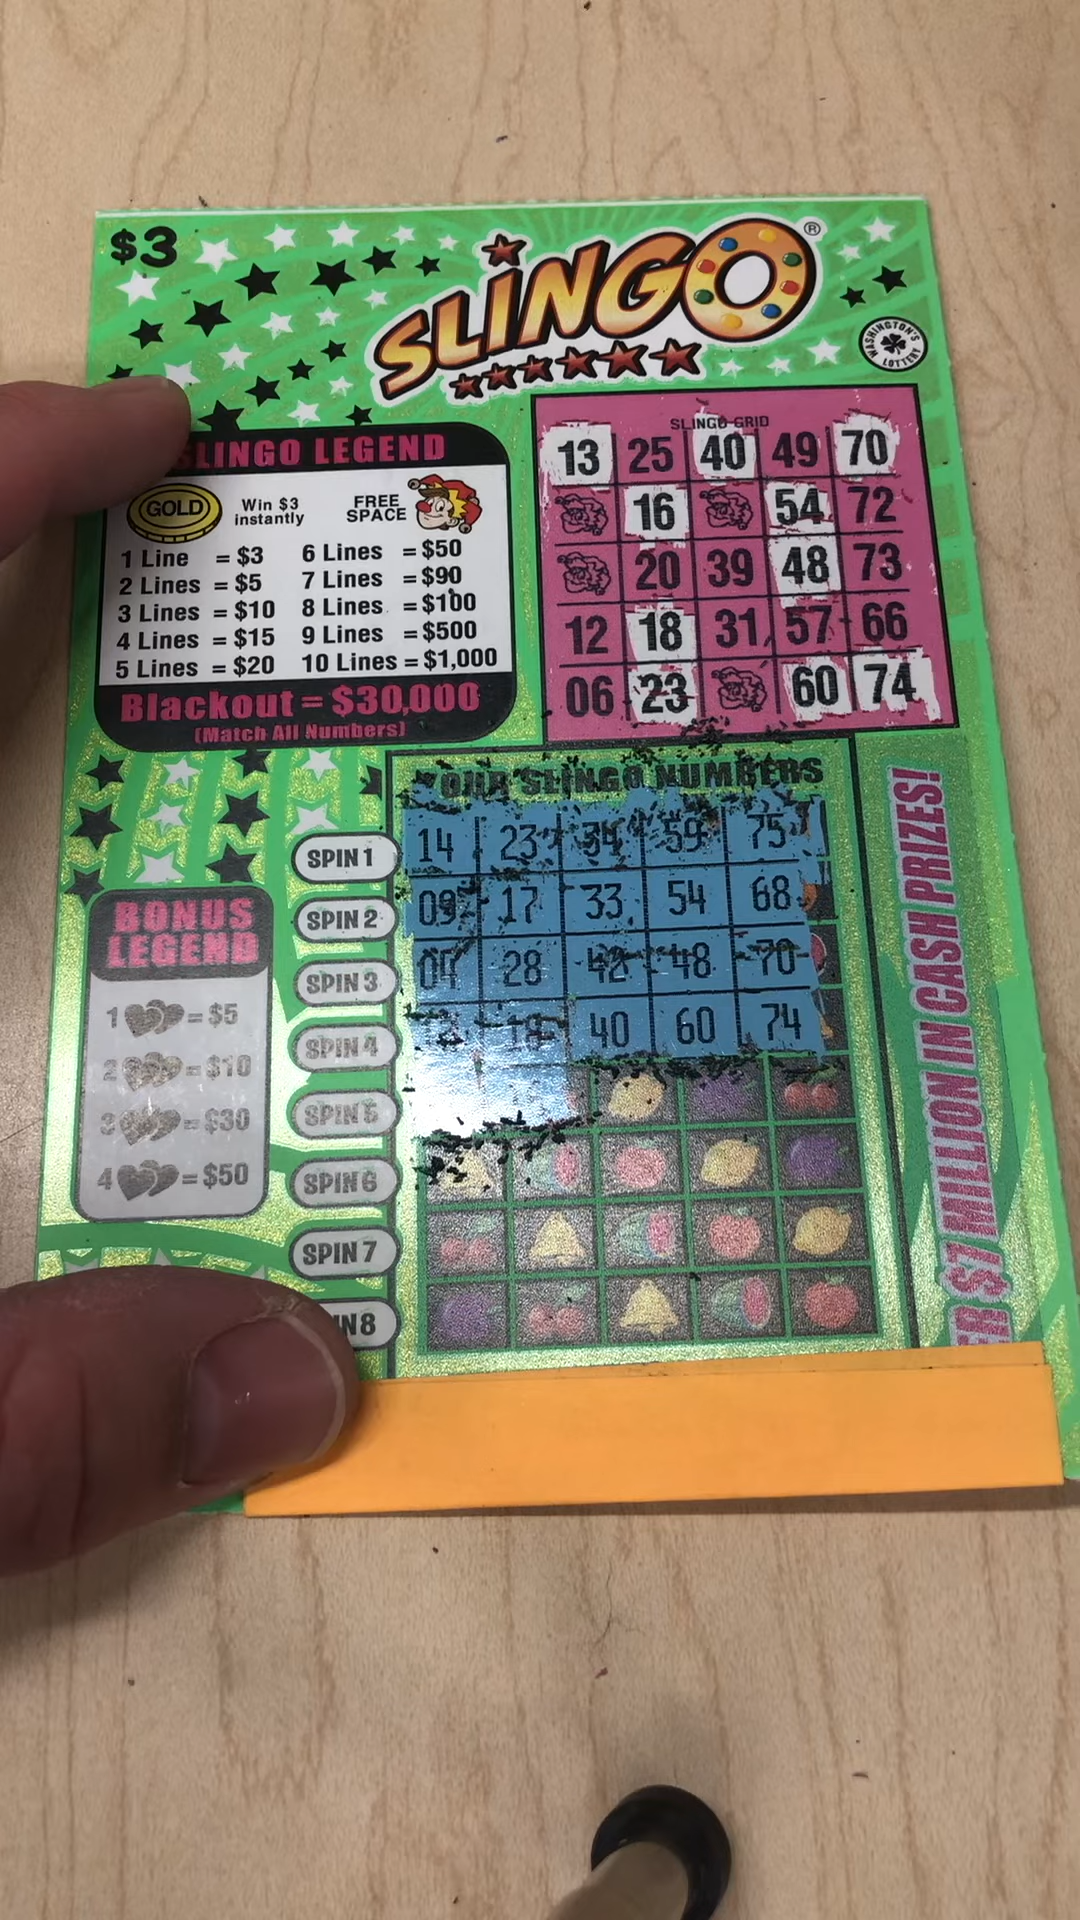 $3
SLINGO®
WASHINGTON'S LOTTERY
SLINGO LEGEND
GOLD Win $3 instantly FREE SPACE
1 Line = $3 6 Lines = $50
2 Lines = $5 7 Lines = $90
3 Lines = $10 8 Lines = $100
4 Lines = $15 9 Lines = $500
5 Lines = $20 10 Lines = $1,000
Blackout = $30,000
(Match All Numbers)
SLINGO GRID
13 25 40 49 70
16 54 72
20 39 48 73
12 18 31 57 66
06 23 60 74
SLINGO NUMBERS
SPIN 1 14 23 34 59 75
SPIN 2 09 17 33 54 68
SPIN 3 28 42 48 70
SPIN 4 40 60 74
SPIN 5
SPIN 6
SPIN 7
IN 8
BONUS
LEGEND
1 = $5
2 = $10
3 = $30
4 = $50
ER $7 MILLION IN CASH PRIZES!